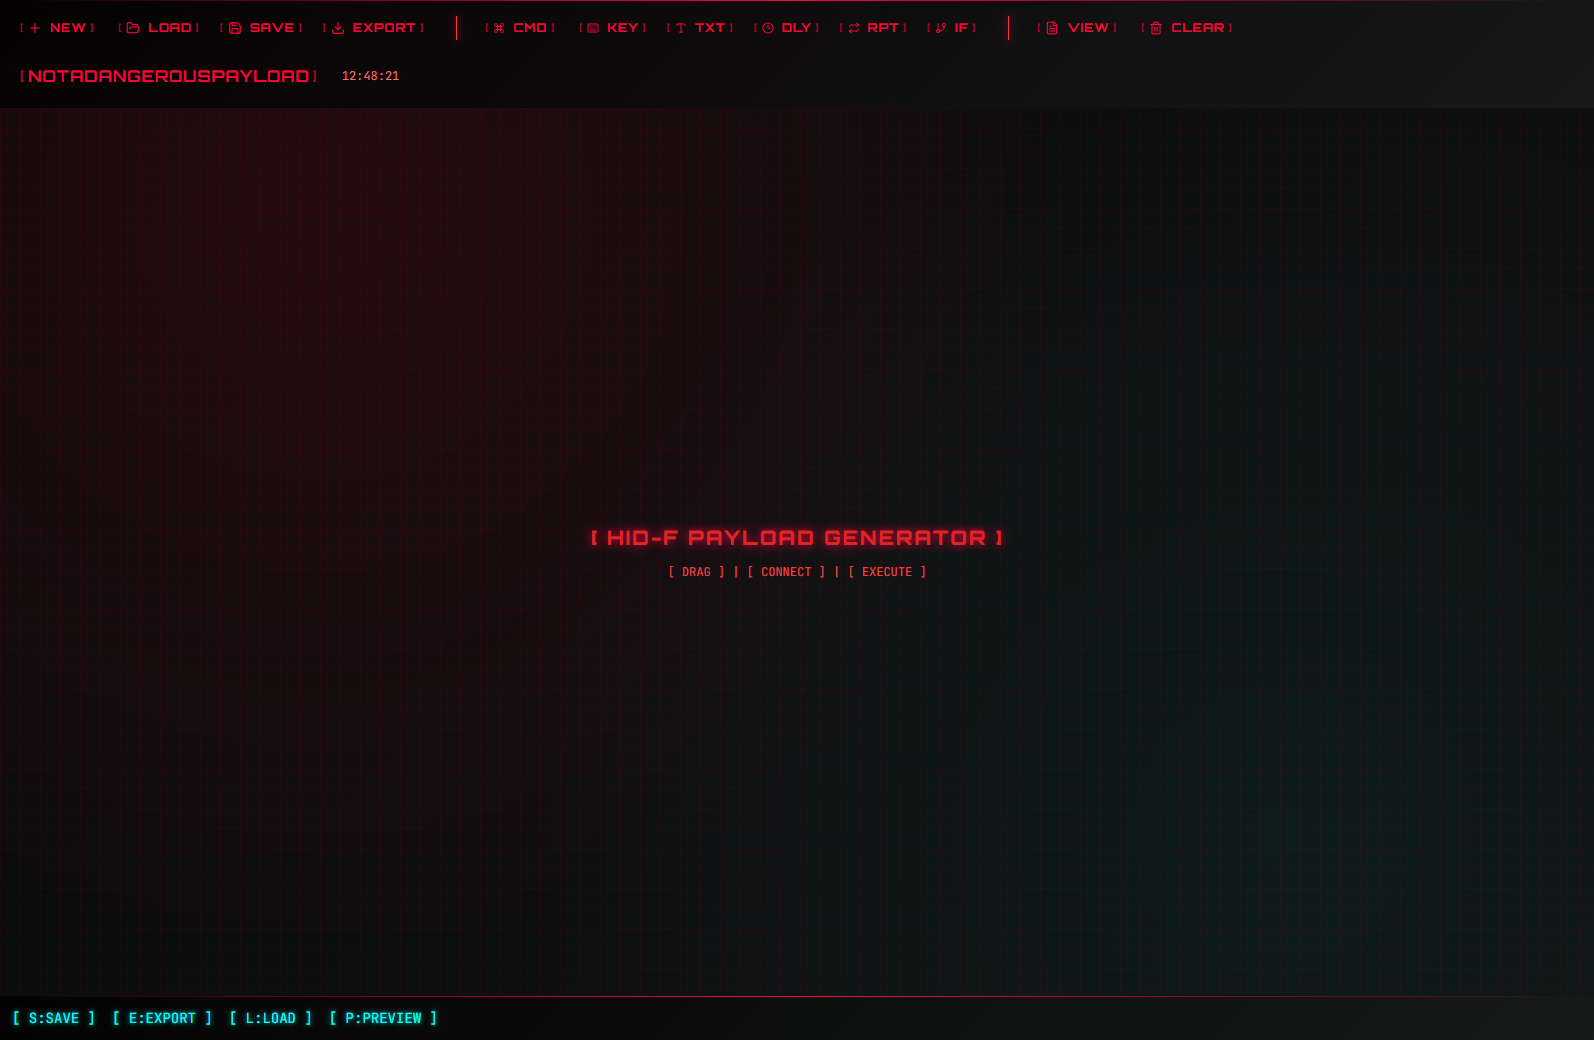 [ + NEW ] [ LOAD ] [ SAVE ] [ EXPORT ] [ ⌘ CMD ] [ KEY ] [ TXT ] [ DLY ] [ RPT ] [ IF ] [ VIEW ] [ CLEAR ]
[NOTADANGEROUSPAYLOAD] 12:48:21
[ HID-F PAYLOAD GENERATOR ]
[ DRAG ] | [ CONNECT ] | [ EXECUTE ]
[ S:SAVE ] [ E:EXPORT ] [ L:LOAD ] [ P:PREVIEW ]